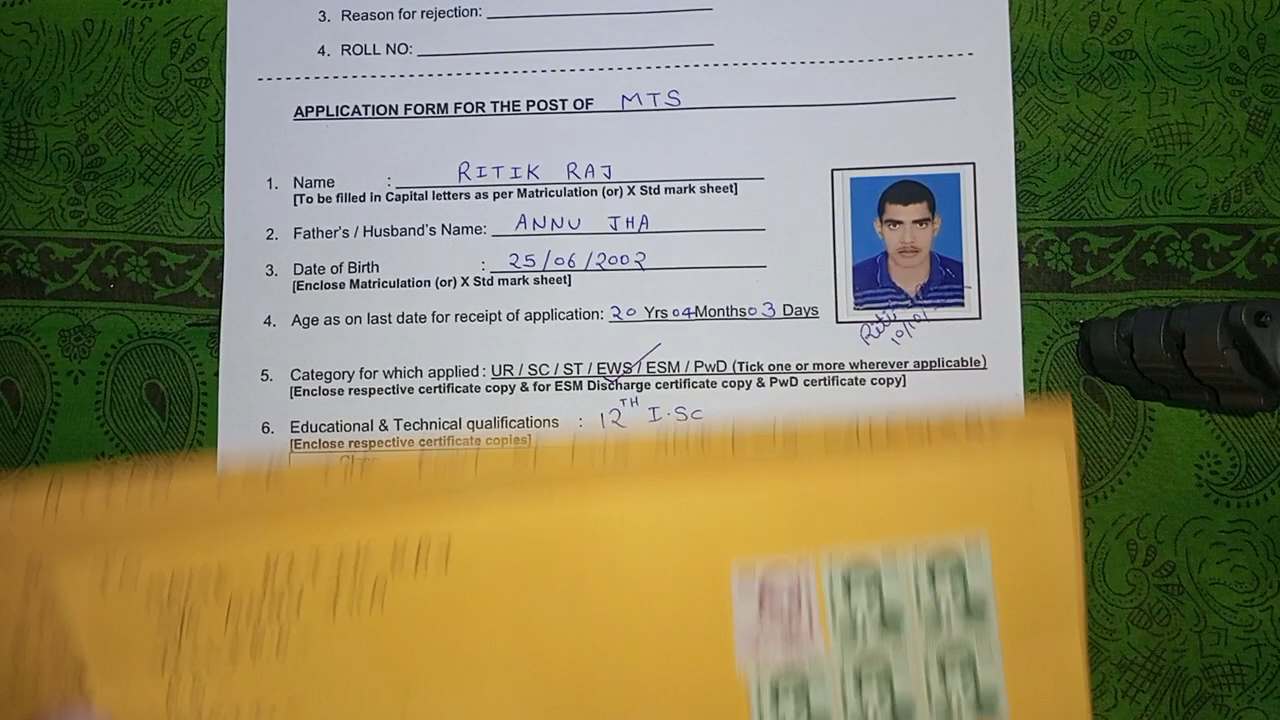 3. Reason for rejection:
4. ROLL NO:
APPLICATION FORM FOR THE POST OF MTS
1. Name : RITIK RAJ
[To be filled in Capital letters as per Matriculation (or) X Std mark sheet]
2. Father's / Husband's Name: ANNU JHA
3. Date of Birth : 25/06/2002
[Enclose Matriculation (or) X Std mark sheet]
4. Age as on last date for receipt of application: 20 Yrs 04 Months 03 Days
5. Category for which applied : UR / SC / ST / EWS / ESM / PwD (Tick one or more wherever applicable)
[Enclose respective certificate copy & for ESM Discharge certificate copy & PwD certificate copy]
6. Educational & Technical qualifications : 12TH I.SC
[Enclose respective certificate copies]